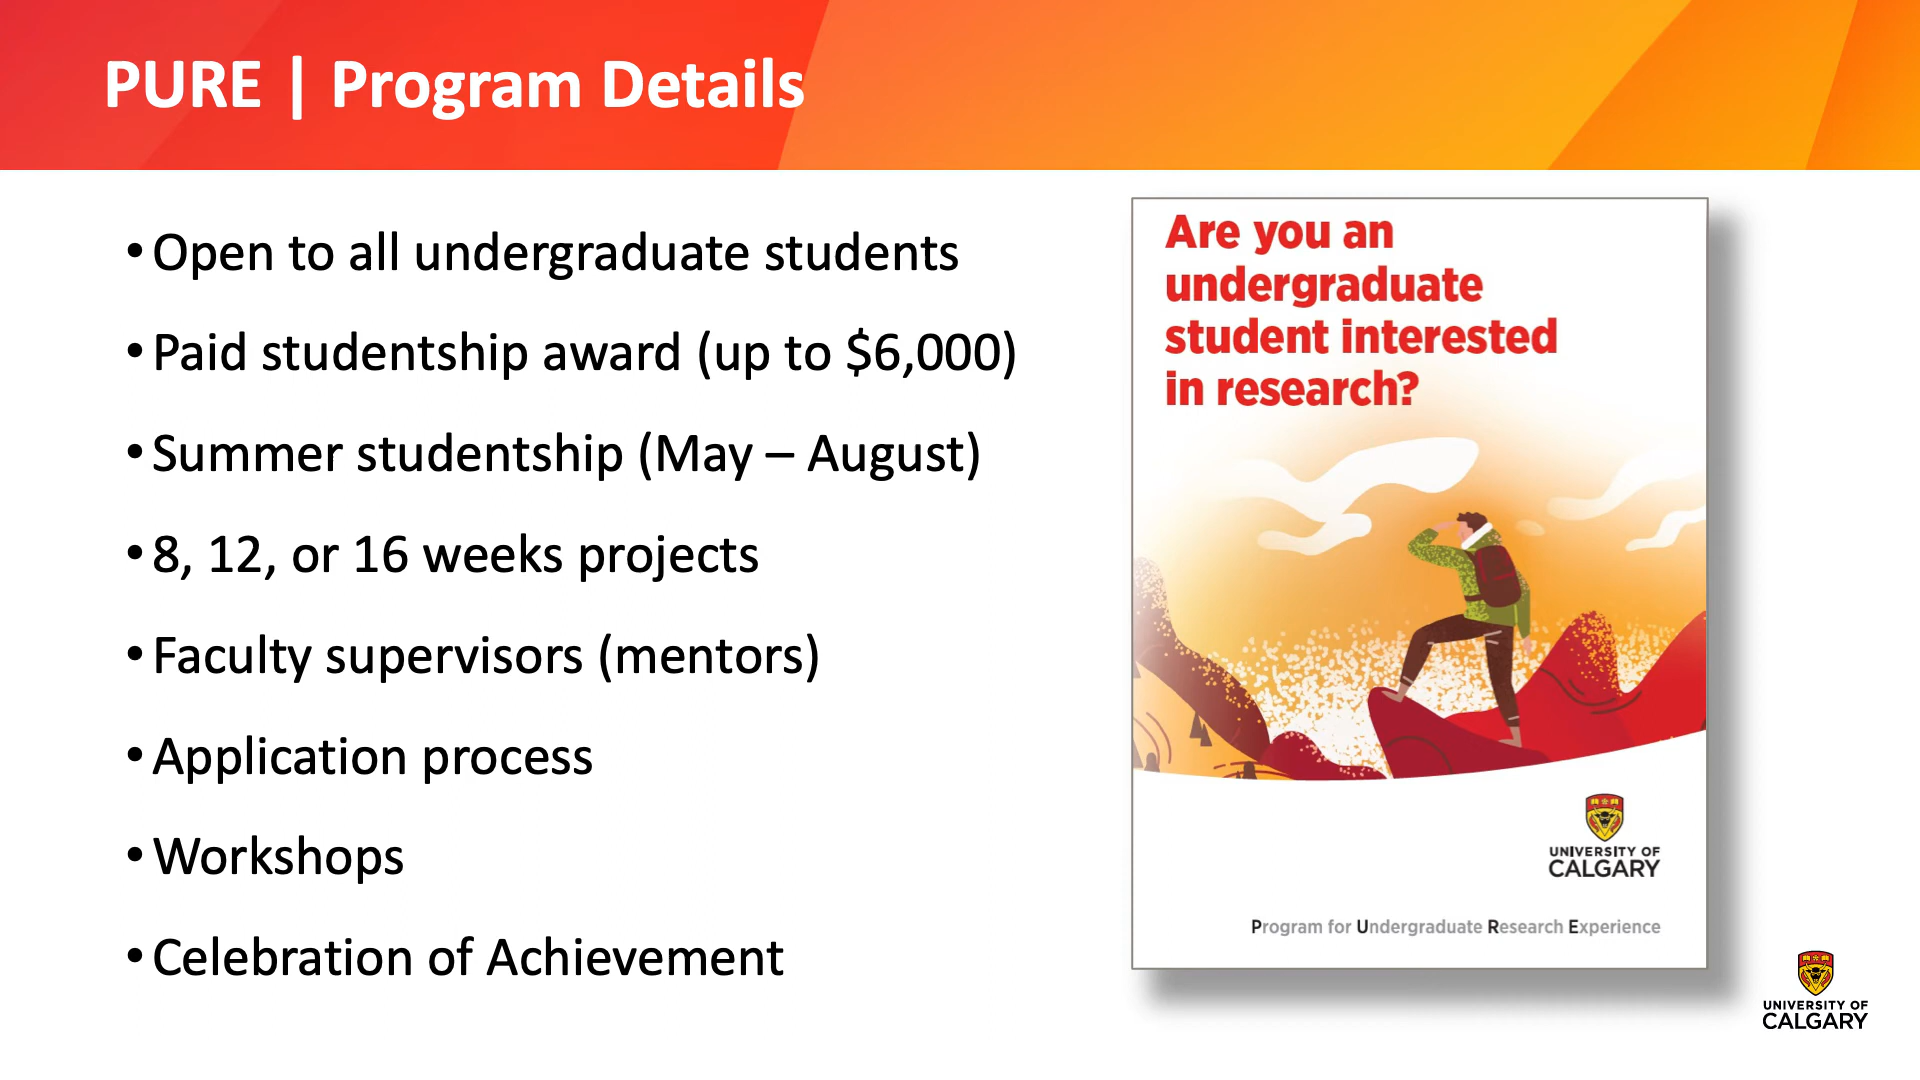 PURE | Program Details
• Open to all undergraduate students
• Paid studentship award (up to $6,000)
• Summer studentship (May – August)
• 8, 12, or 16 weeks projects
• Faculty supervisors (mentors)
• Application process
• Workshops
• Celebration of Achievement
Are you an
undergraduate
student interested
in research?
UNIVERSITY OF
CALGARY
Program for Undergraduate Research Experience
UNIVERSITY OF
CALGARY